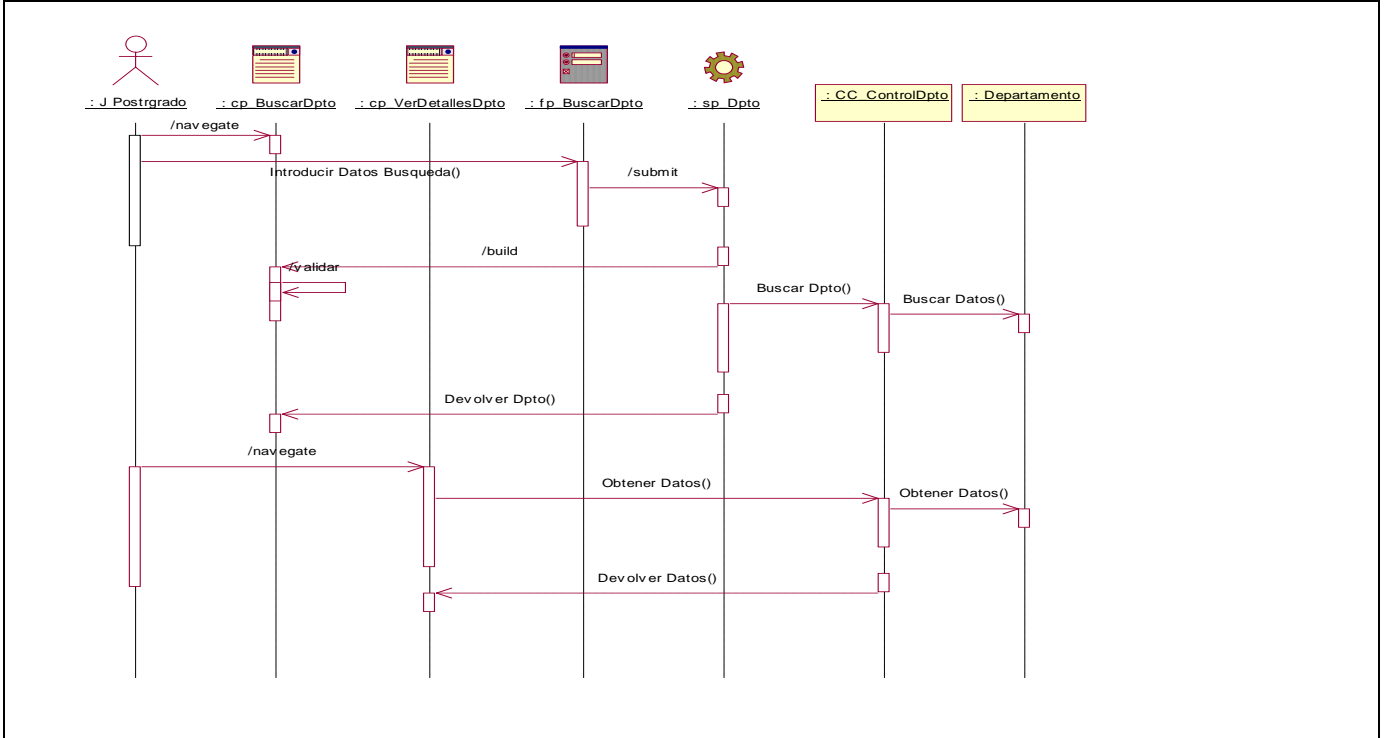 : J Postrgrado
: cp_BuscarDpto
: cp_VerDetallesDpto
: fp_BuscarDpto
: sp_Dpto
: CC_ControlDpto
: Departamento
/navegate
Introducir Datos Busqueda()
/submit
/build
/validar
Buscar Dpto()
Buscar Datos()
Devolver Dpto()
/navegate
Obtener Datos()
Obtener Datos()
Devolver Datos()